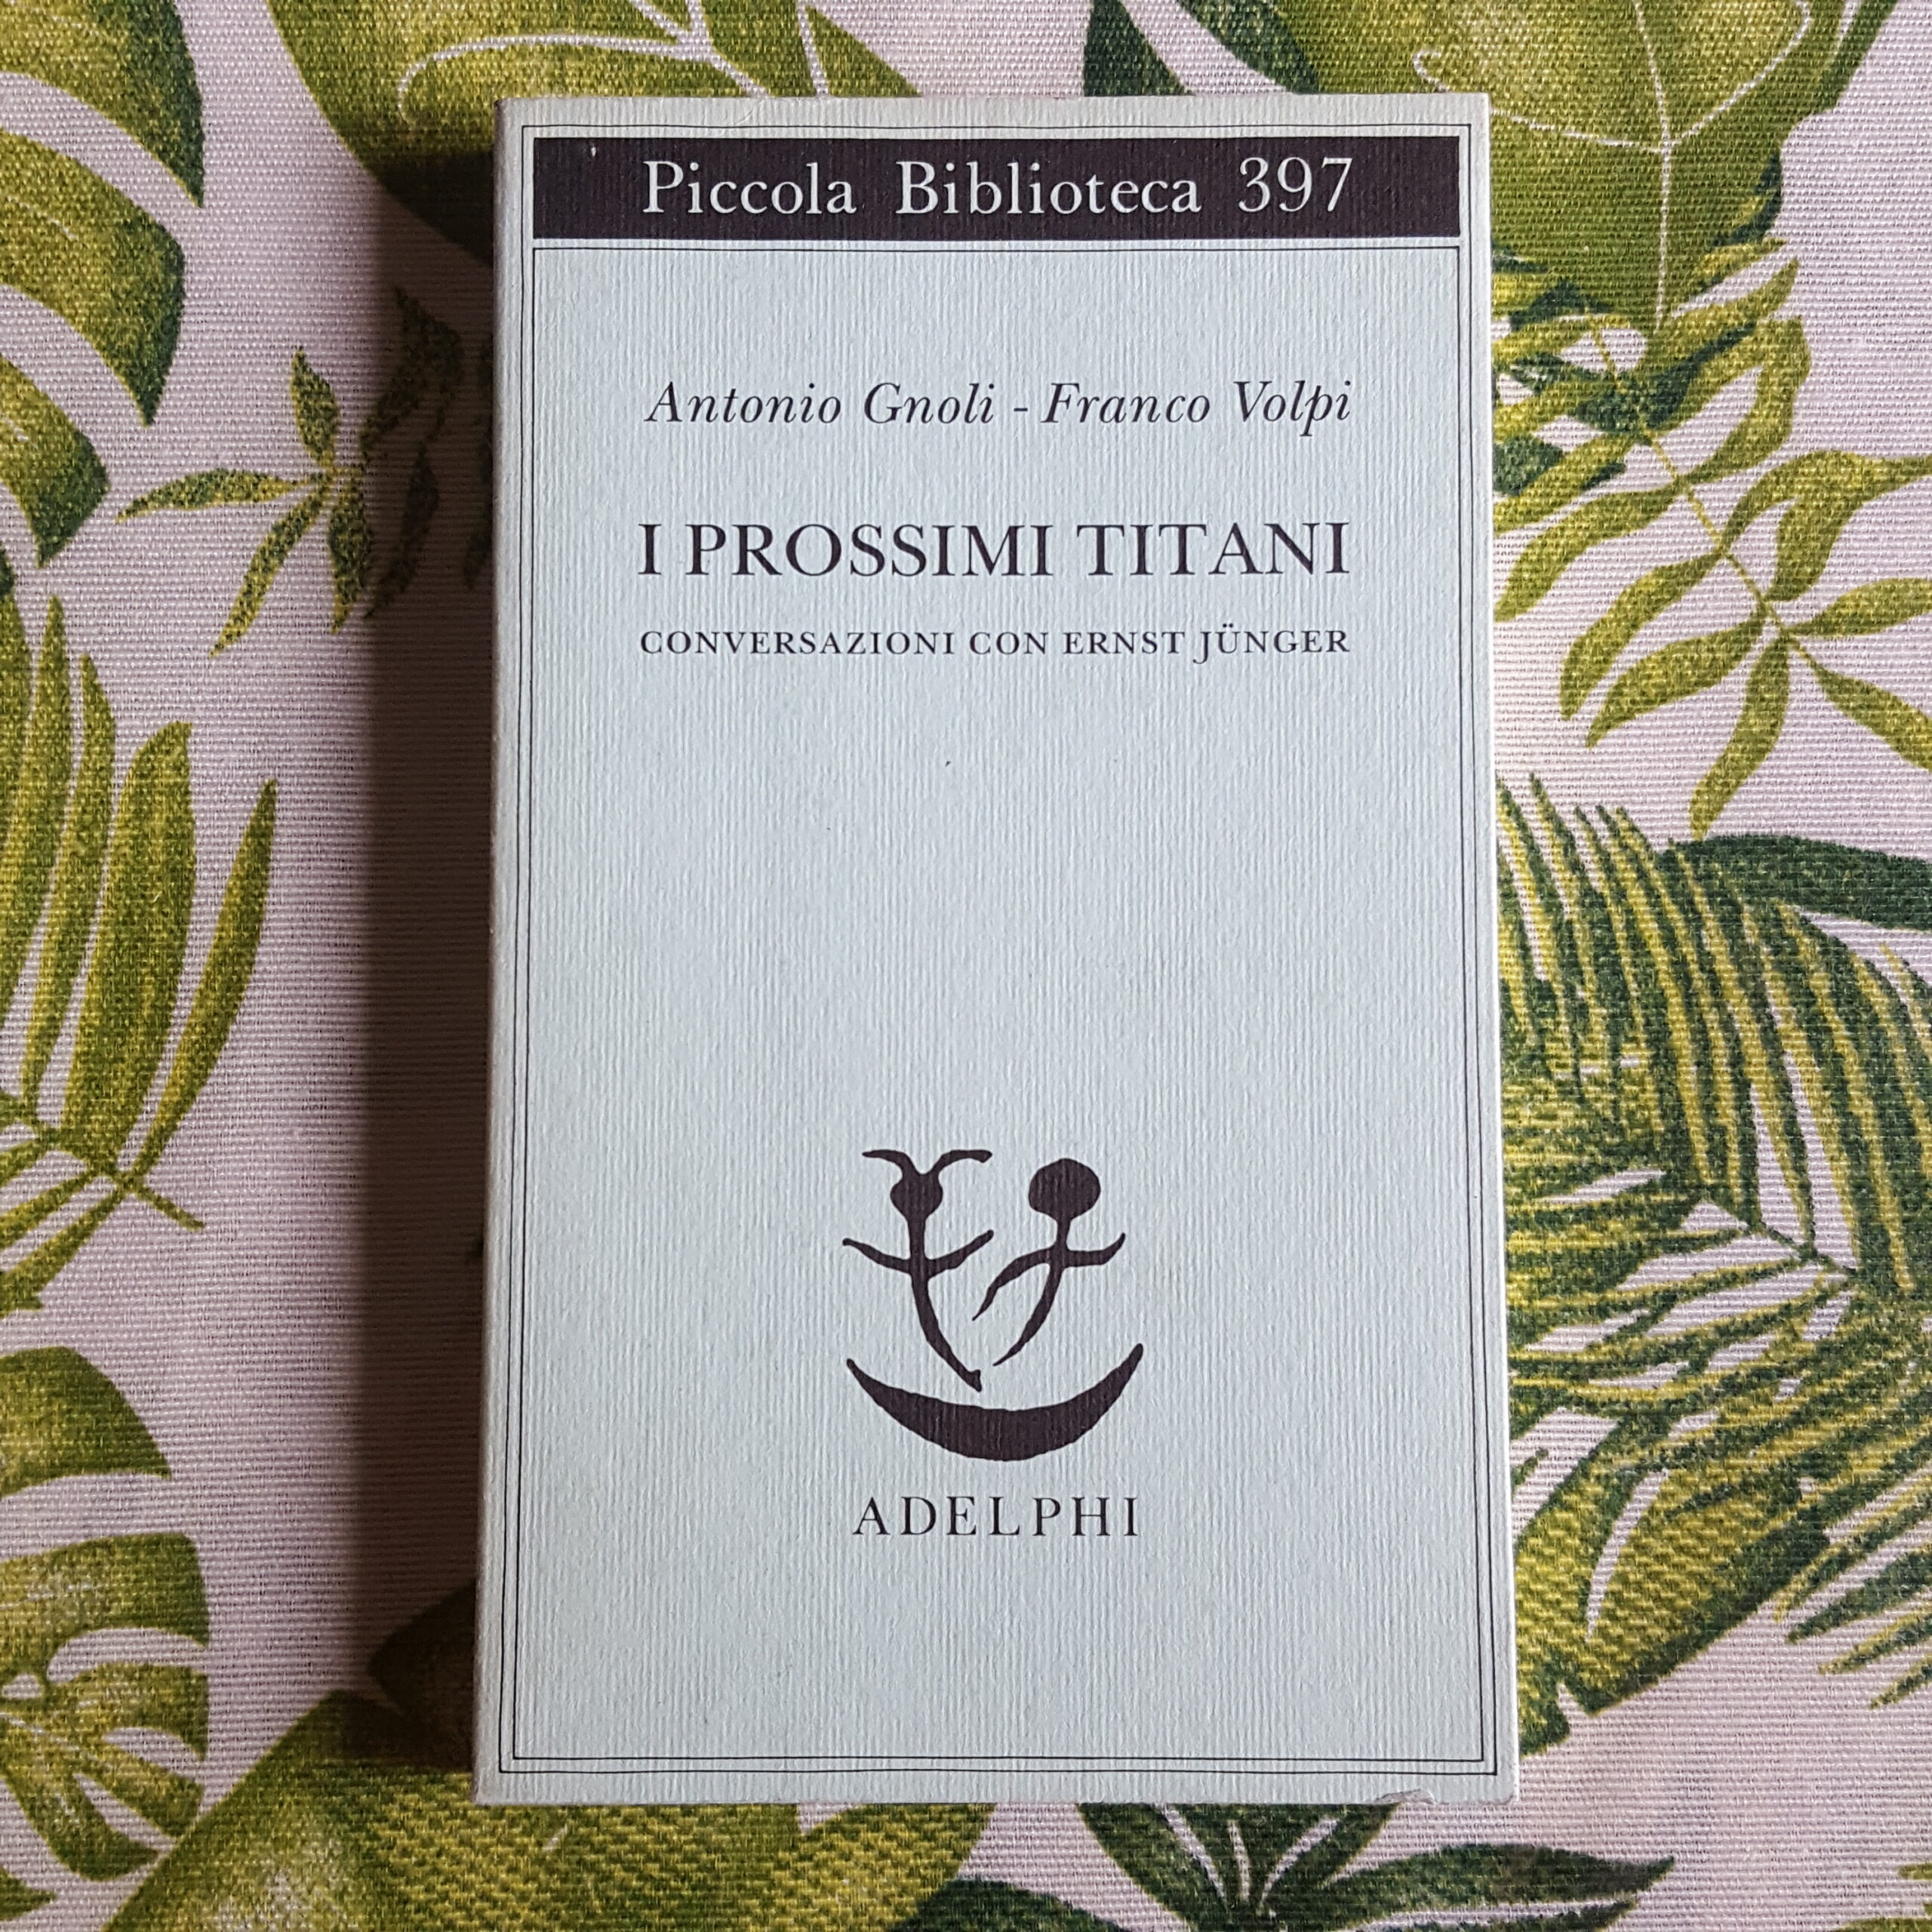 Piccola Biblioteca 397
Antonio Gnoli - Franco Volpi
I PROSSIMI TITANI
CONVERSAZIONI CON ERNST JÜNGER
ADELPHI